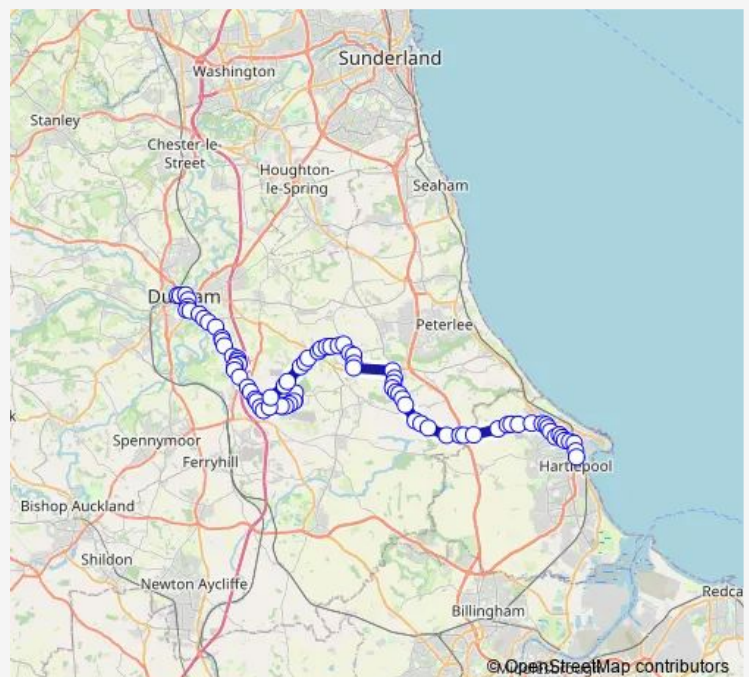 Sunderland
Washington
Stanley
Chester-le-
Street
Houghton-
le-Spring
Seaham
Durham
Peterlee
k
Spennymoor
Ferryhill
Hartlepool
Bishop Auckland
Shildon
Newton Aycliffe
Redca
Billingham
© OpenStreetMap contributors